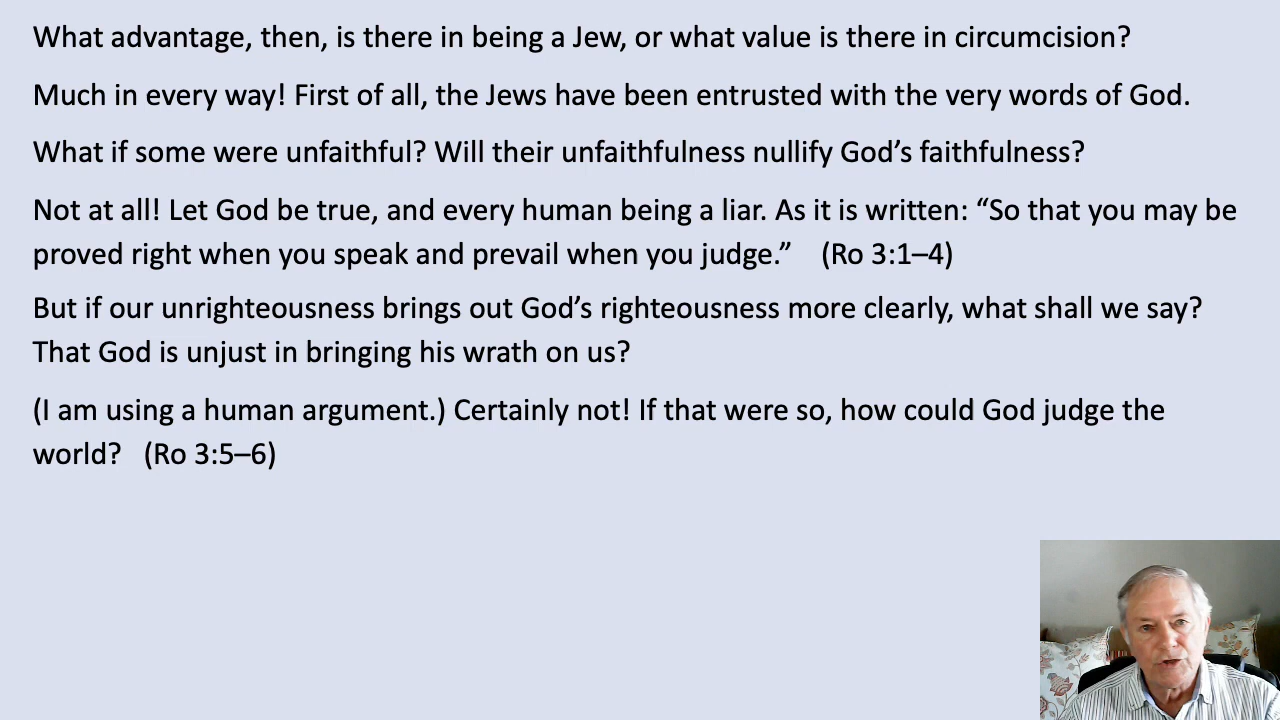 What advantage, then, is there in being a Jew, or what value is there in circumcision?
Much in every way! First of all, the Jews have been entrusted with the very words of God.
What if some were unfaithful? Will their unfaithfulness nullify God’s faithfulness?
Not at all! Let God be true, and every human being a liar. As it is written: “So that you may be
proved right when you speak and prevail when you judge.” (Ro 3:1–4)
But if our unrighteousness brings out God’s righteousness more clearly, what shall we say?
That God is unjust in bringing his wrath on us?
(I am using a human argument.) Certainly not! If that were so, how could God judge the
world? (Ro 3:5–6)